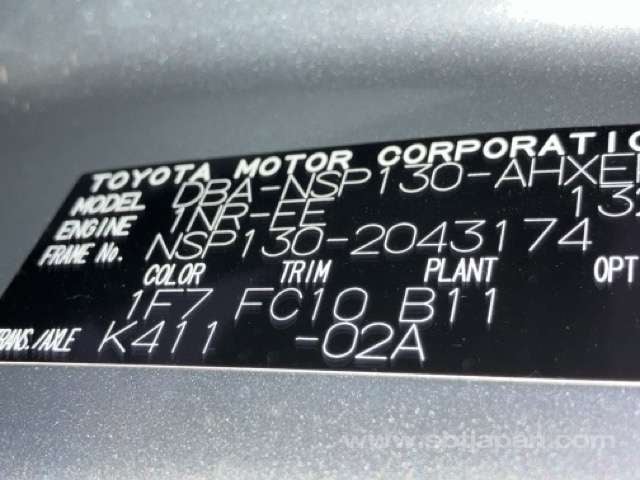 TOYOTA MOTOR CORPORATIO
MODEL DBA-NSP130-AHXE
ENGINE 1NR-FE 13
FRAME No. NSP130-2043174
COLOR TRIM PLANT OPT
1F7 FC10 B11
TRANS./AXLE K411 -02A
www.sbtjapan.com